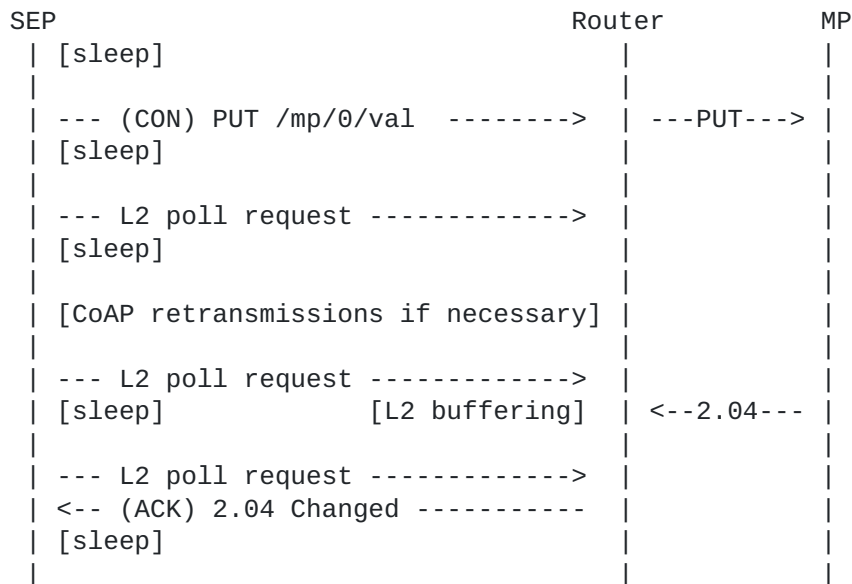 SEP                                 Router          MP
 | [sleep]                             |            |
 |                                     |            |
 | --- (CON) PUT /mp/0/val  -------->  | ---PUT---> |
 | [sleep]                             |            |
 |                                     |            |
 | --- L2 poll request ------------->  |            |
 | [sleep]                             |            |
 |                                     |            |
 | [CoAP retransmissions if necessary] |            |
 |                                     |            |
 | --- L2 poll request ------------->  |            |
 | [sleep]             [L2 buffering]  | <--2.04--- |
 |                                     |            |
 | --- L2 poll request ------------->  |            |
 | <-- (ACK) 2.04 Changed -----------  |            |
 | [sleep]                             |            |
 |                                     |            |